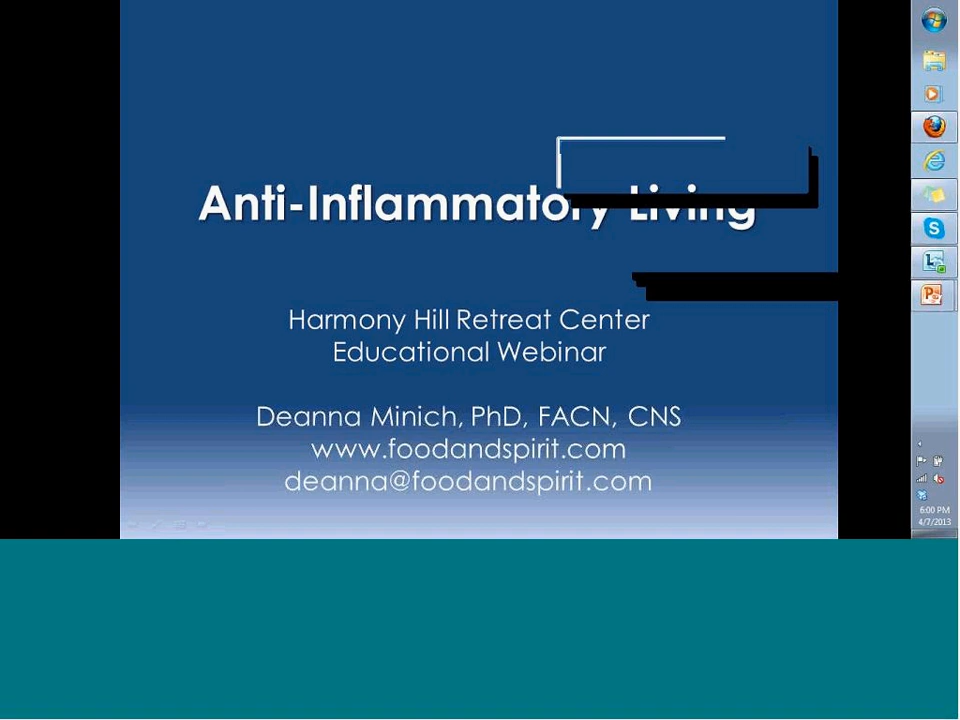 Anti-Inflammatory Living
Harmony Hill Retreat Center
Educational Webinar
Deanna Minich, PhD, FACN, CNS
www.foodandspirit.com
deanna@foodandspirit.com
6:00 PM
4/7/2013